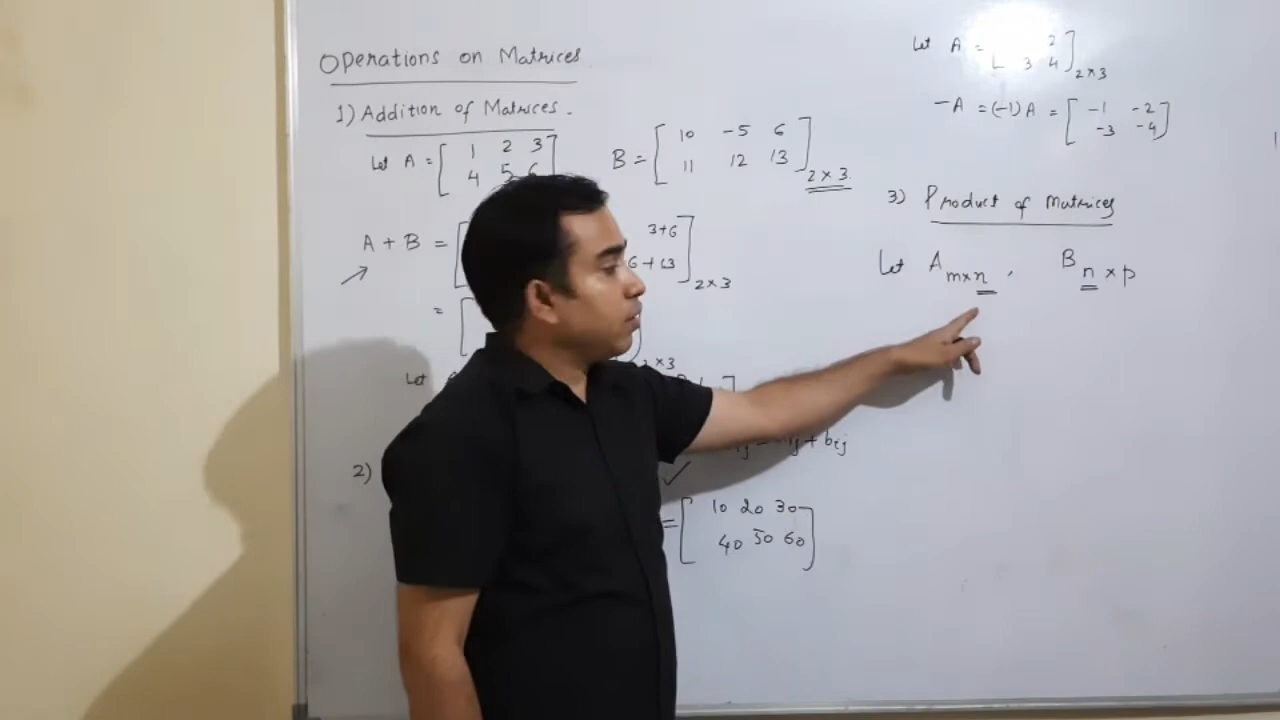 Operations on Matrices
1) Addition of Matrices.
Let A = [ 1 2 3
4 5 6
B = [ 10 -5 6
11 12 13 ] 2×3
A + B = [ 3+6
6+13 ] 2×3
= [ ] 2×3
Let
+ bij
2)
= [ 10 20 30
40 50 60 ]
Let A = 2
3 4 ] 2×3
-A = (-1) A = [ -1 -2
-3 -4 ]
3) Product of Matrices
Let A m×n , B n×p